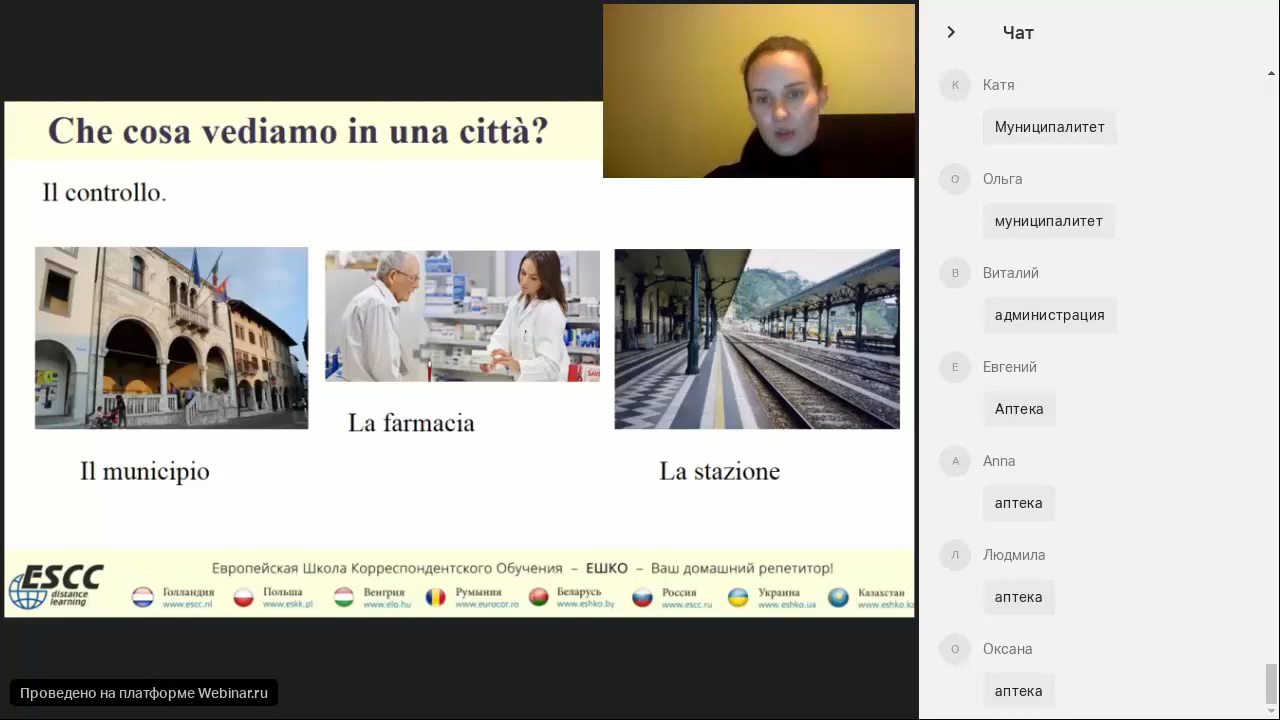 Che cosa vediamo in una città?
Il controllo.
La farmacia
Il municipio
La stazione
ESCC
distance
learning
Европейская Школа Корреспондентского Обучения – ЕШКО – Ваш домашний репетитор!
Голландия
www.escc.nl
Польша
www.eskk.pl
Венгрия
www.elo.hu
Румыния
www.eurocor.ro
Беларусь
www.eshko.by
Россия
www.escc.ru
Украина
www.eshko.ua
Казахстан
www.eshko.kz
Проведено на платформе Webinar.ru
Чат
К
Катя
Муниципалитет
О
Ольга
муниципалитет
В
Виталий
администрация
Е
Евгений
Аптека
A
Anna
аптека
Л
Людмила
аптека
О
Оксана
аптека